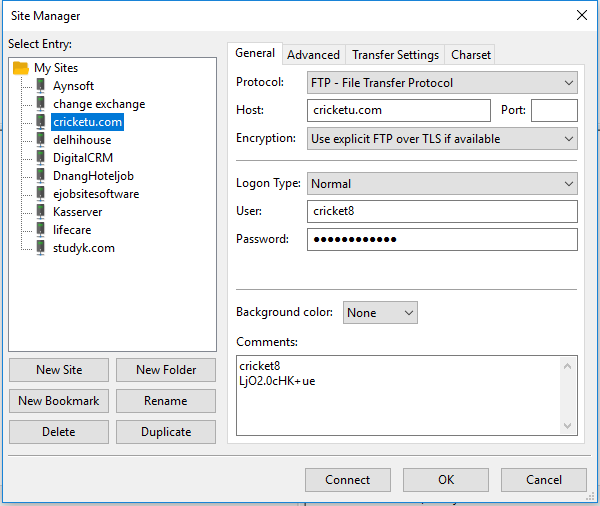 Site Manager
Select Entry:
My Sites
Aynsoft
change exchange
cricketu.com
delhihouse
DigitalCRM
DnangHoteljob
ejobsitesoftware
Kasserver
lifecare
studyk.com
New Site
New Folder
New Bookmark
Rename
Delete
Duplicate
General
Advanced
Transfer Settings
Charset
Protocol:
FTP - File Transfer Protocol
Host:
cricketu.com
Port:
Encryption:
Use explicit FTP over TLS if available
Logon Type:
Normal
User:
cricket8
Password:
●●●●●●●●●●●●
Background color:
None
Comments:
cricket8
LjO2.0cHK+ue
Connect
OK
Cancel